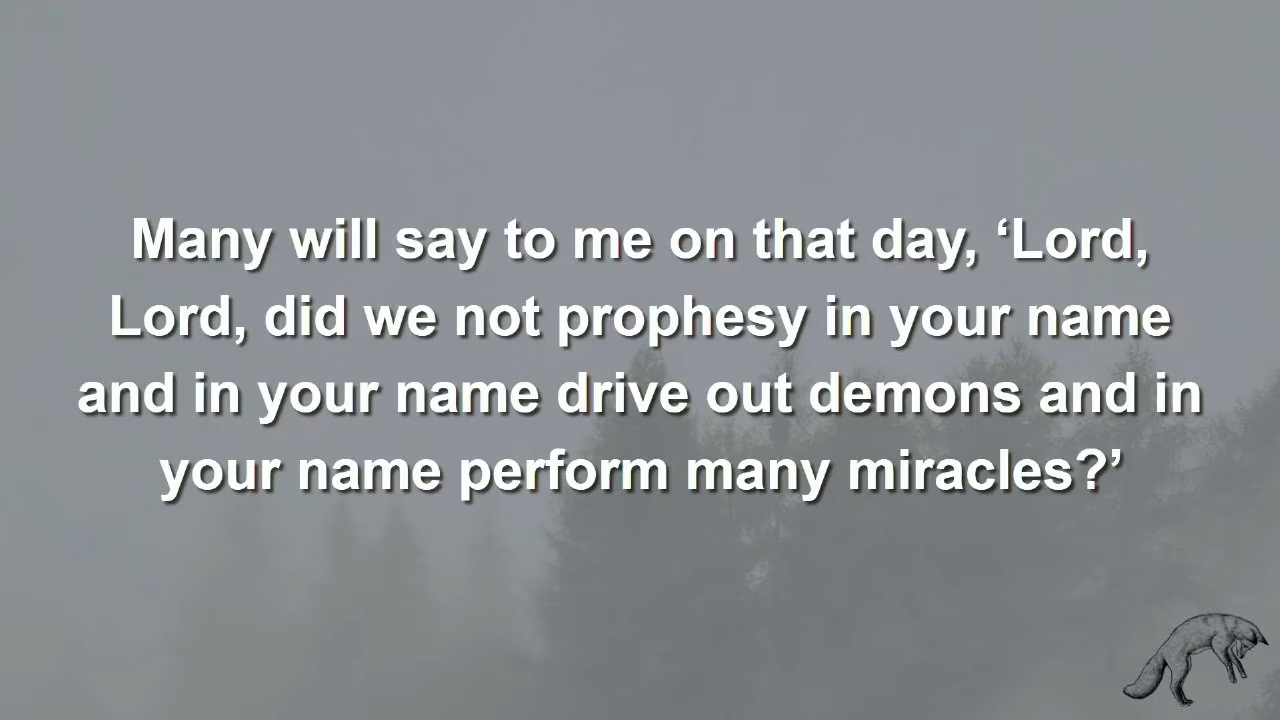 Many will say to me on that day, ‘Lord,
Lord, did we not prophesy in your name
and in your name drive out demons and in
your name perform many miracles?’